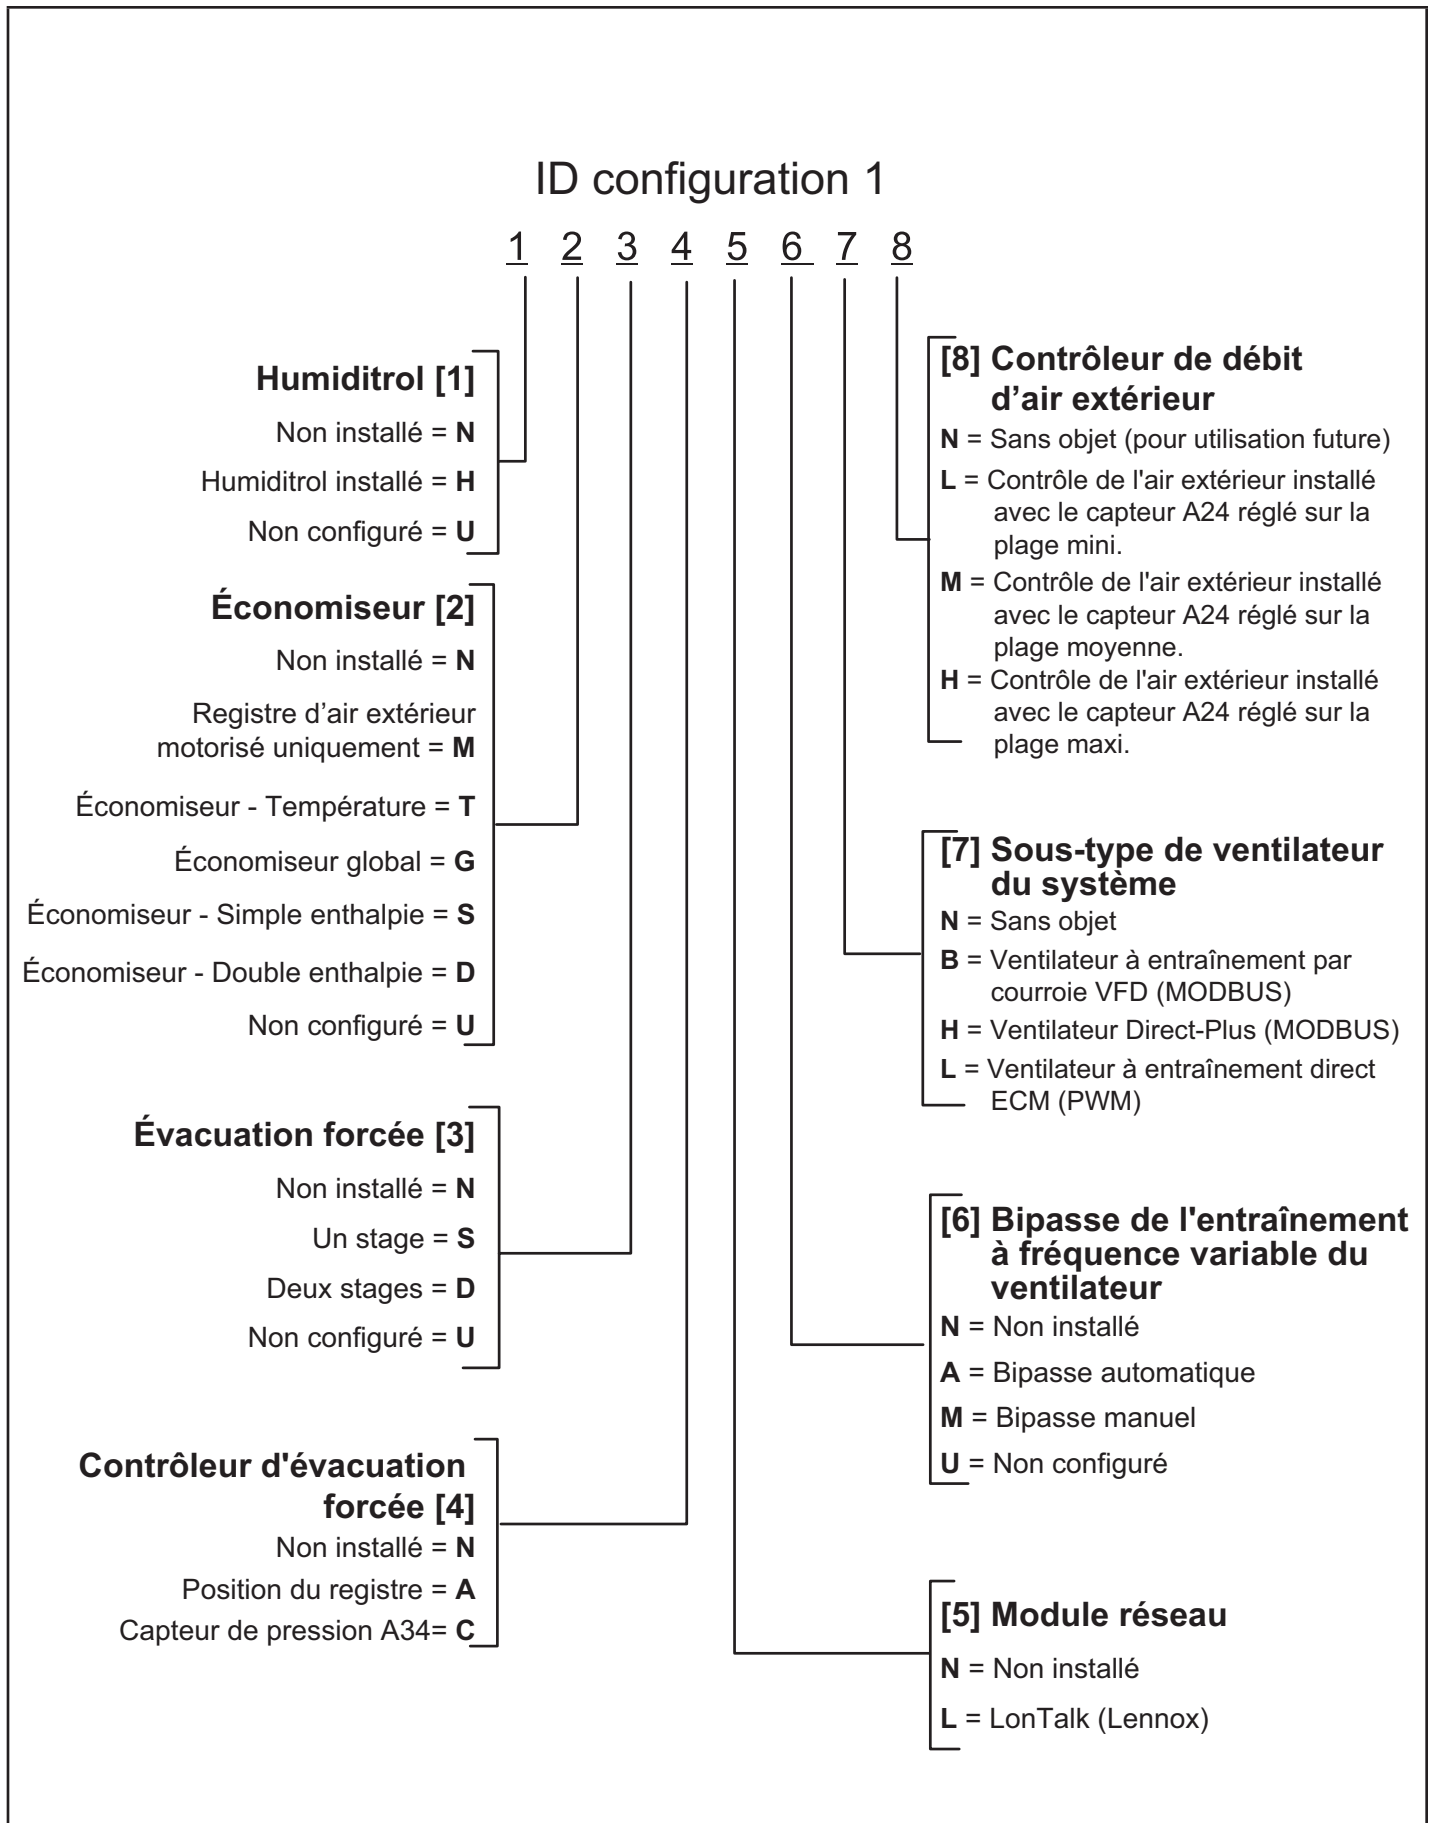 ID configuration 1
1 2 3 4 5 6 7 8
Humiditrol [1]
Non installé = N
Humiditrol installé = H
Non configuré = U
Économiseur [2]
Non installé = N
Registre d’air extérieur
motorisé uniquement = M
Économiseur - Température = T
Économiseur global = G
Économiseur - Simple enthalpie = S
Économiseur - Double enthalpie = D
Non configuré = U
Évacuation forcée [3]
Non installé = N
Un stage = S
Deux stages = D
Non configuré = U
Contrôleur d'évacuation
forcée [4]
Non installé = N
Position du registre = A
Capteur de pression A34= C
[8] Contrôleur de débit
d’air extérieur
N = Sans objet (pour utilisation future)
L = Contrôle de l'air extérieur installé
avec le capteur A24 réglé sur la
plage mini.
M = Contrôle de l'air extérieur installé
avec le capteur A24 réglé sur la
plage moyenne.
H = Contrôle de l'air extérieur installé
avec le capteur A24 réglé sur la
plage maxi.
[7] Sous-type de ventilateur
du système
N = Sans objet
B = Ventilateur à entraînement par
courroie VFD (MODBUS)
H = Ventilateur Direct-Plus (MODBUS)
L = Ventilateur à entraînement direct
ECM (PWM)
[6] Bipasse de l'entraînement
à fréquence variable du
ventilateur
N = Non installé
A = Bipasse automatique
M = Bipasse manuel
U = Non configuré
[5] Module réseau
N = Non installé
L = LonTalk (Lennox)